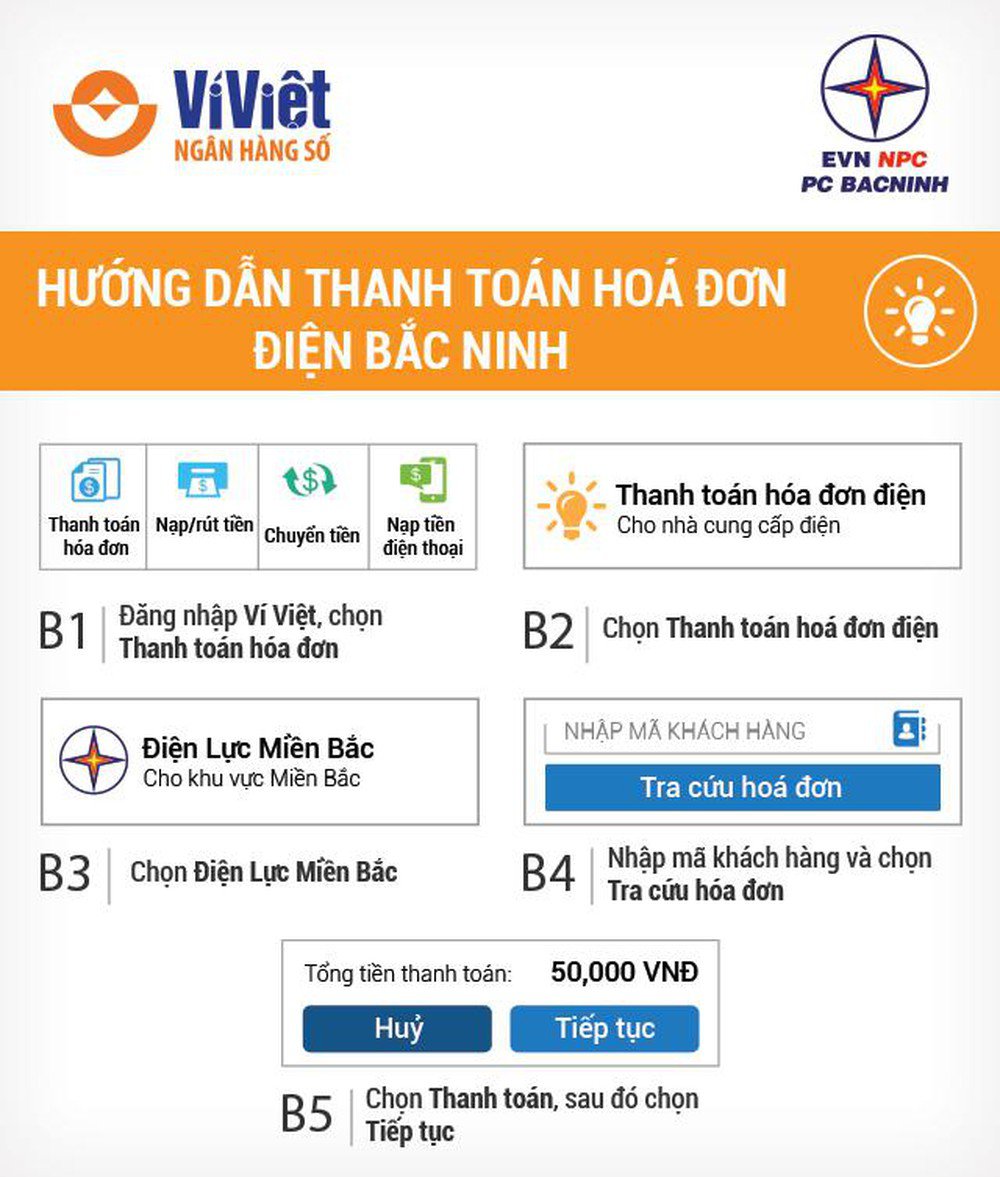 VíViệt
NGÂN HÀNG SỐ
EVN NPC
PC BACNINH
HƯỚNG DẪN THANH TOÁN HOÁ ĐƠN
ĐIỆN BẮC NINH
Thanh toán
hóa đơn
Nạp/rút tiền
Chuyển tiền
Nạp tiền
điện thoại
B1
Đăng nhập Ví Việt, chọn
Thanh toán hóa đơn
Thanh toán hóa đơn điện
Cho nhà cung cấp điện
B2
Chọn Thanh toán hoá đơn điện
Điện Lực Miền Bắc
Cho khu vực Miền Bắc
B3
Chọn Điện Lực Miền Bắc
NHẬP MÃ KHÁCH HÀNG
Tra cứu hoá đơn
B4
Nhập mã khách hàng và chọn
Tra cứu hóa đơn
Tổng tiền thanh toán: 50,000 VNĐ
Huỷ
Tiếp tục
B5
Chọn Thanh toán, sau đó chọn
Tiếp tục